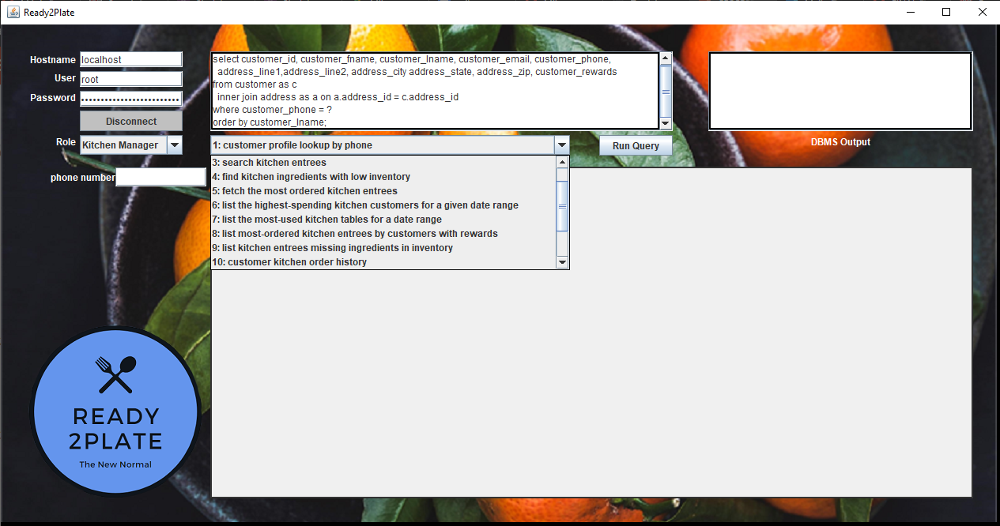 Ready2Plate
Hostname
localhost
User
root
Password
Disconnect
Role
Kitchen Manager
phone number
select customer_id, customer_fname, customer_lname, customer_email, customer_phone,
address_line1,address_line2, address_city address_state, address_zip, customer_rewards
from customer as c
inner join address as a on a.address_id = c.address_id
where customer_phone = ?
order by customer_lname;
1: customer profile lookup by phone
Run Query
DBMS Output
3: search kitchen entrees
4: find kitchen ingredients with low inventory
5: fetch the most ordered kitchen entrees
6: list the highest-spending kitchen customers for a given date range
7: list the most-used kitchen tables for a date range
8: list most-ordered kitchen entrees by customers with rewards
9: list kitchen entrees missing ingredients in inventory
10: customer kitchen order history
READY
2PLATE
The New Normal